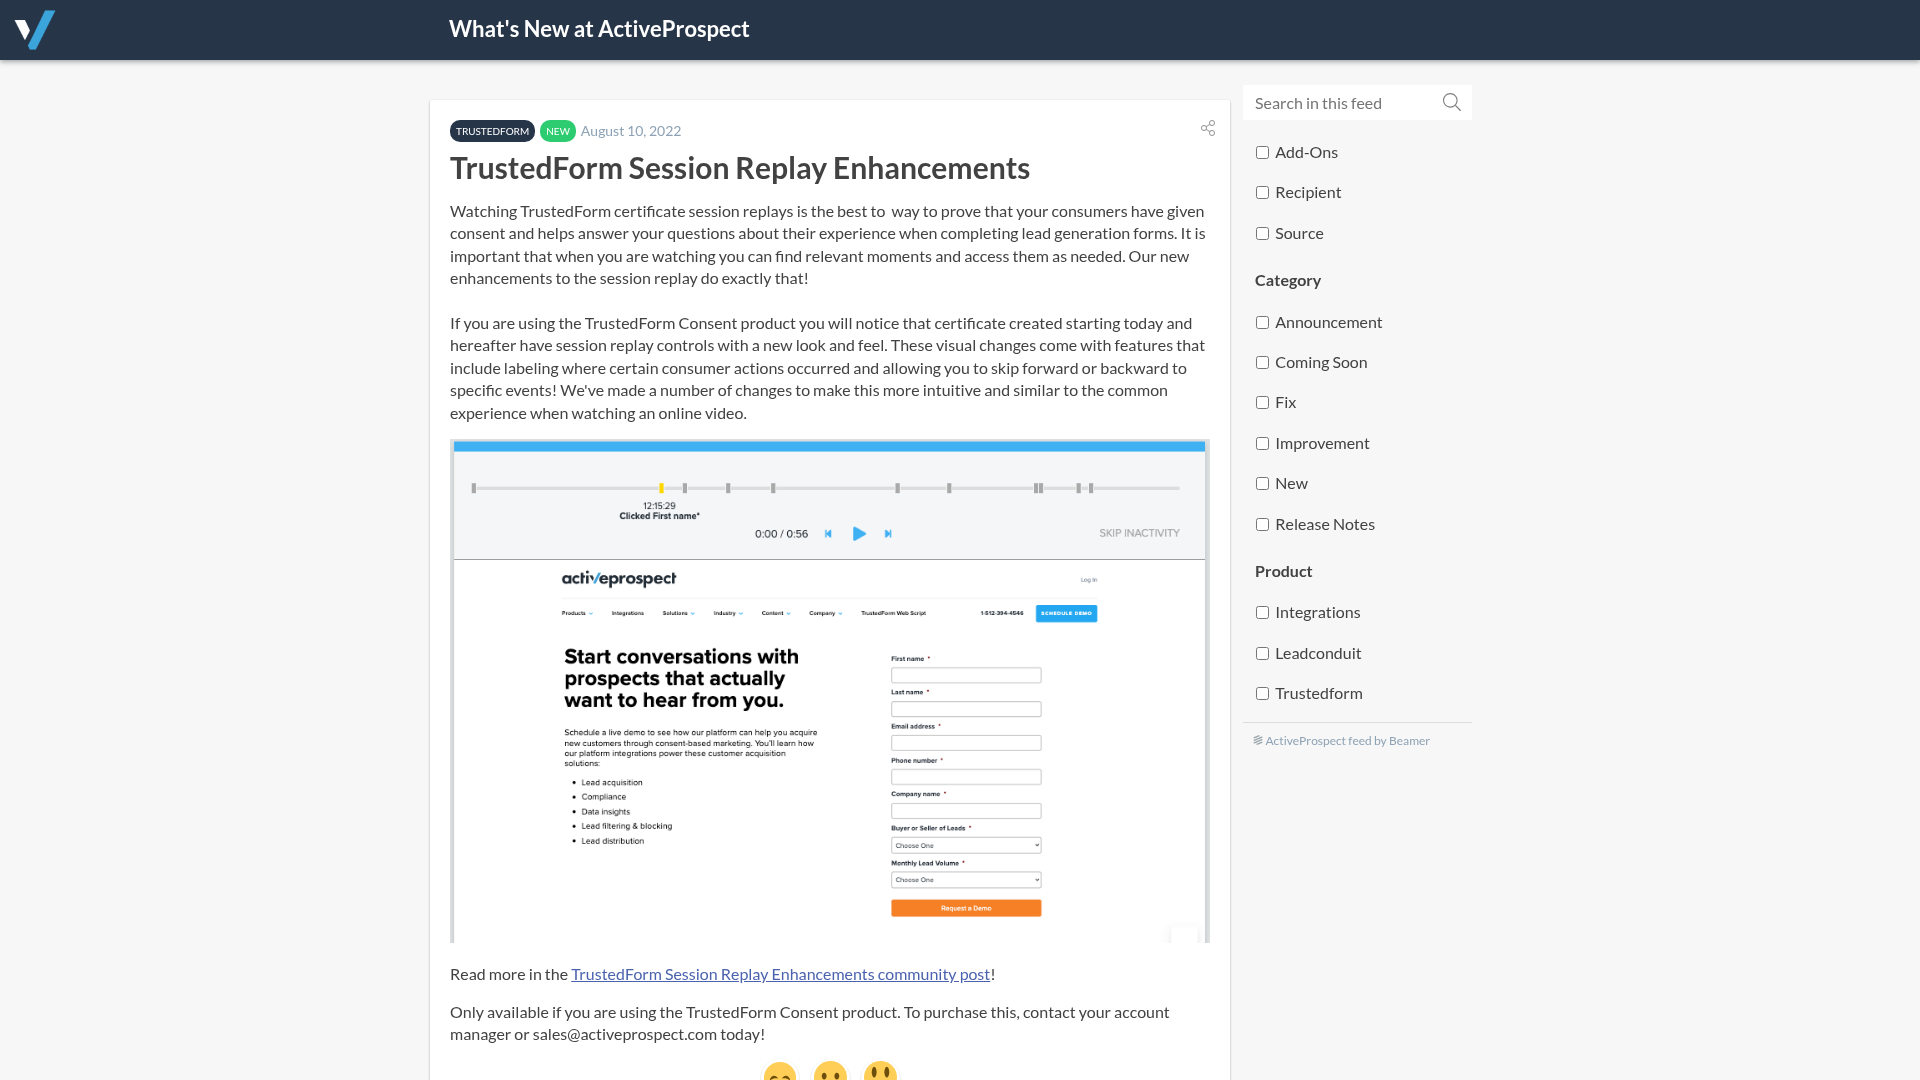 What's New at ActiveProspect
TRUSTEDFORM NEW August 10, 2022
TrustedForm Session Replay Enhancements
Watching TrustedForm certificate session replays is the best to  way to prove that your consumers have given
consent and helps answer your questions about their experience when completing lead generation forms. It is
important that when you are watching you can find relevant moments and access them as needed. Our new
enhancements to the session replay do exactly that!
If you are using the TrustedForm Consent product you will notice that certificate created starting today and
hereafter have session replay controls with a new look and feel. These visual changes come with features that
include labeling where certain consumer actions occurred and allowing you to skip forward or backward to
specific events! We've made a number of changes to make this more intuitive and similar to the common
experience when watching an online video.
12:15:29
Clicked First name*
0:00 / 0:56
SKIP INACTIVITY
activeprospect
Log In
Products Integrations Solutions Industry Content Company TrustedForm Web Script 1-512-394-4546 SCHEDULE DEMO
Start conversations with
prospects that actually
want to hear from you.
Schedule a live demo to see how our platform can help you acquire
new customers through consent-based marketing. You'll learn how
our platform integrations power these customer acquisition
solutions:
• Lead acquisition
• Compliance
• Data insights
• Lead filtering & blocking
• Lead distribution
First name *
Last name *
Email address *
Phone number *
Company name *
Buyer or Seller of Leads *
Choose One
Monthly Lead Volume *
Choose One
Request a Demo
Read more in the TrustedForm Session Replay Enhancements community post!
Only available if you are using the TrustedForm Consent product. To purchase this, contact your account
manager or sales@activeprospect.com today!
Search in this feed
Add-Ons
Recipient
Source
Category
Announcement
Coming Soon
Fix
Improvement
New
Release Notes
Product
Integrations
Leadconduit
Trustedform
ActiveProspect feed by Beamer